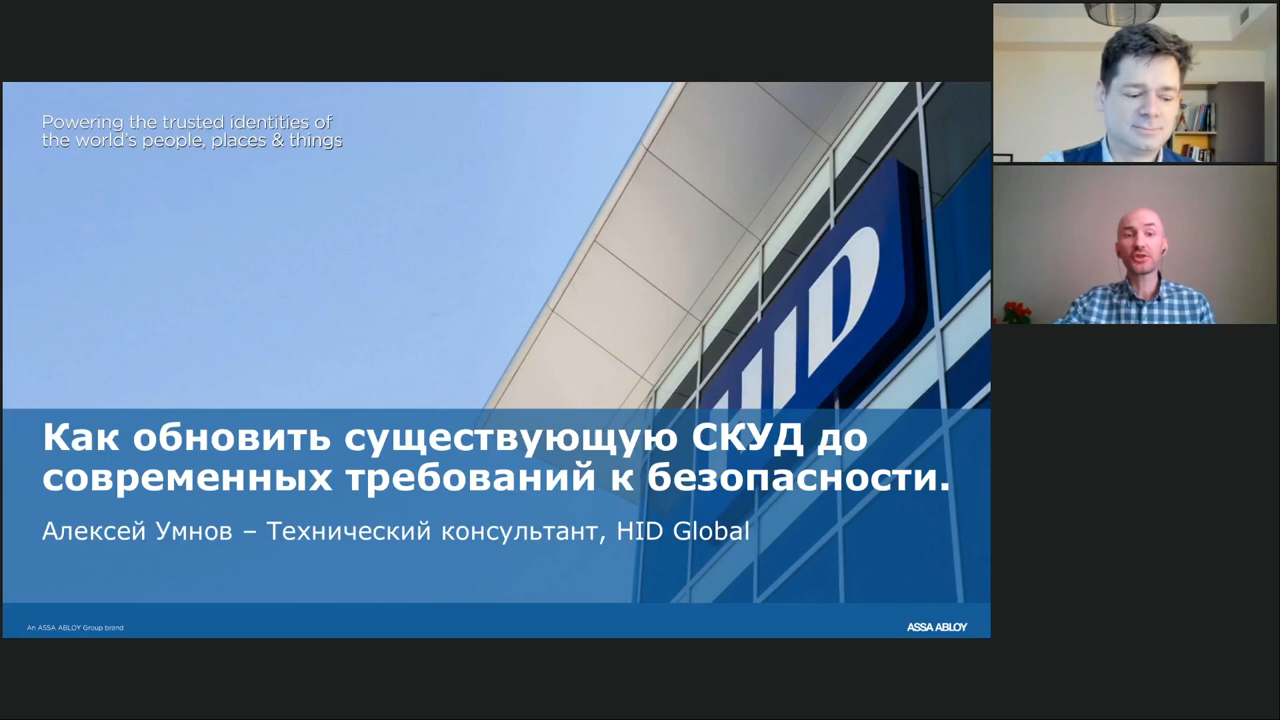 Powering the trusted identities of
the world's people, places & things
HID
Как обновить существующую СКУД до
современных требований к безопасности.
Алексей Умнов – Технический консультант, HID Global
An ASSA ABLOY Group brand
ASSA ABLOY